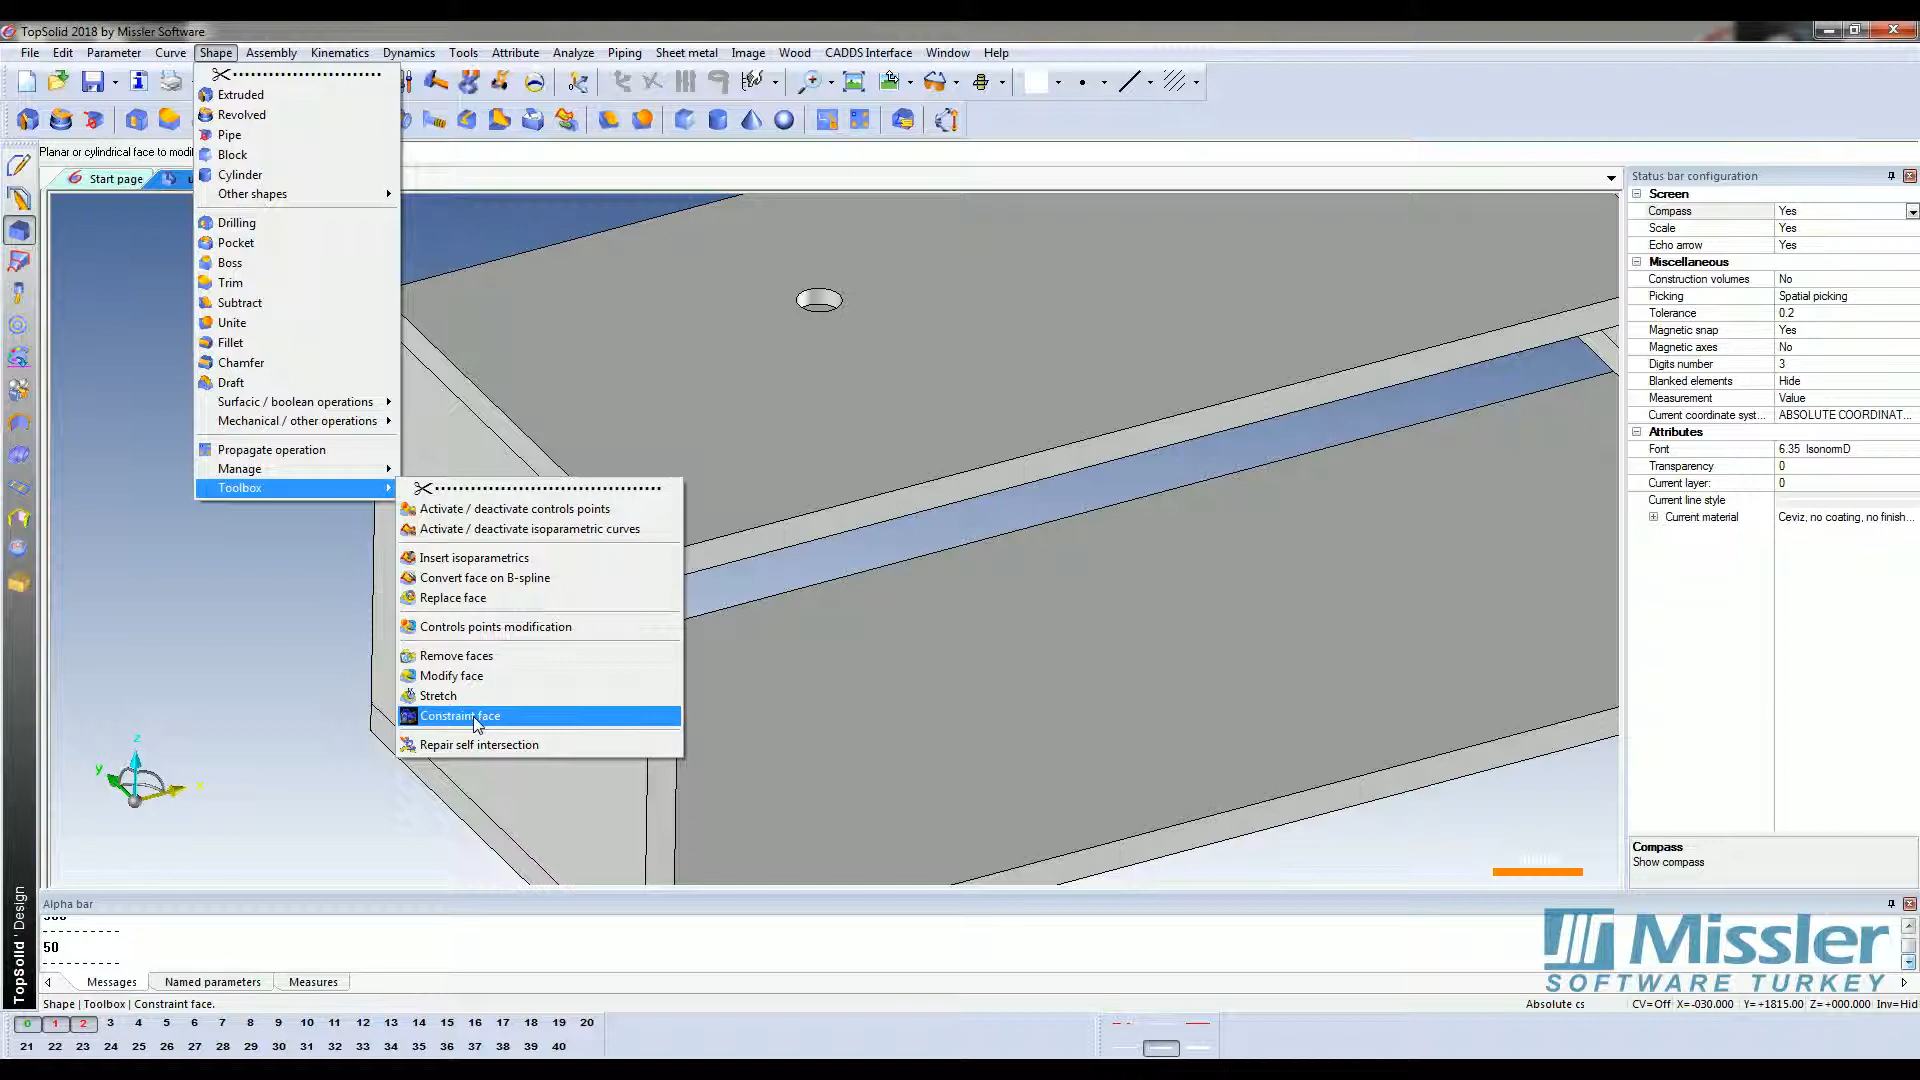 TopSolid 2018 by Missler Software
File Edit Parameter Curve Shape Assembly Kinematics Dynamics Tools Attribute Analyze Piping Sheet metal Image Wood CADDS Interface Window Help
Planar or cylindrical face to modi
Start page
Extruded
Revolved
Pipe
Block
Cylinder
Other shapes
Drilling
Pocket
Boss
Trim
Subtract
Unite
Fillet
Chamfer
Draft
Surfacic / boolean operations
Mechanical / other operations
Propagate operation
Manage
Toolbox
Activate / deactivate controls points
Activate / deactivate isoparametric curves
Insert isoparametrics
Convert face on B-spline
Replace face
Controls points modification
Remove faces
Modify face
Stretch
Constraint face
Repair self intersection
z
y
x
Status bar configuration
Screen
Compass Yes
Scale Yes
Echo arrow Yes
Miscellaneous
Construction volumes No
Picking Spatial picking
Tolerance 0.2
Magnetic snap Yes
Magnetic axes No
Digits number 3
Blanked elements Hide
Measurement Value
Current coordinate syst... ABSOLUTE COORDINAT...
Attributes
Font 6.35 IsonormD
Transparency 0
Current layer: 0
Current line style
Current material Ceviz, no coating, no finish...
Compass
Show compass
TopSolid'Design
Alpha bar
50
Messages Named parameters Measures
Missler
SOFTWARE TURKEY
Shape | Toolbox | Constraint face.
Absolute cs CV=Off X=-030.000 Y=+1815.00 Z=+000.000 Inv=Hid
0 1 2 3 4 5 6 7 8 9 10 11 12 13 14 15 16 17 18 19 20
21 22 23 24 25 26 27 28 29 30 31 32 33 34 35 36 37 38 39 40